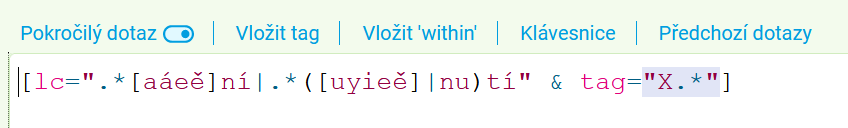 Pokročilý dotaz Vložit tag Vložit 'within' Klávesnice Předchozí dotazy
[lc=".*[aáeě]ní|.*([uyieě]|nu)tí" & tag="X.*"]